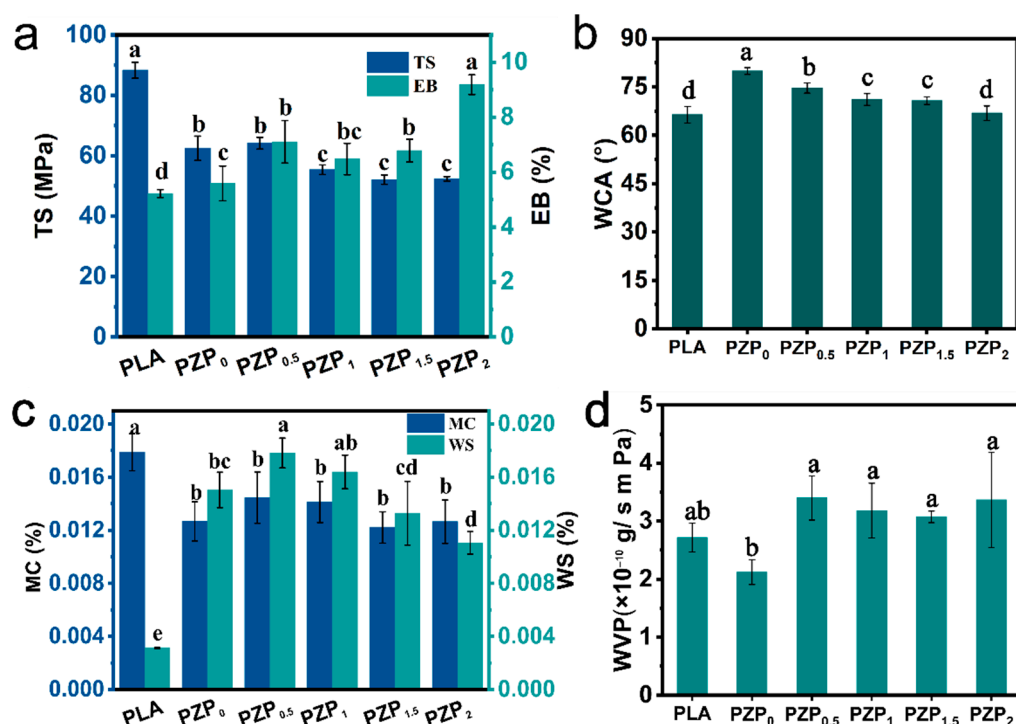 a
TS (MPa)
100
80
60
40
20
0
a
b
b
c
c
c
d
c
b
bc
b
a
TS
EB
10
8
6
4
2
0
EB (%)
PLA
PZP0
PZP0.5
PZP1
PZP1.5
PZP2
b
WCA (°)
90
75
60
45
30
15
0
d
a
b
c
c
d
PLA
PZP0
PZP0.5
PZP1
PZP1.5
PZP2
c
MC (%)
0.020
0.016
0.012
0.008
0.004
0.000
a
b
b
b
b
b
e
bc
a
ab
cd
d
MC
WS
0.020
0.016
0.012
0.008
0.004
0.000
WS (%)
PLA
PZP0
PZP0.5
PZP1
PZP1.5
PZP2
d
WVP(×10⁻¹⁰ g/ s m Pa)
5
4
3
2
1
0
ab
b
a
a
a
a
PLA
PZP0
PZP0.5
PZP1
PZP1.5
PZP2